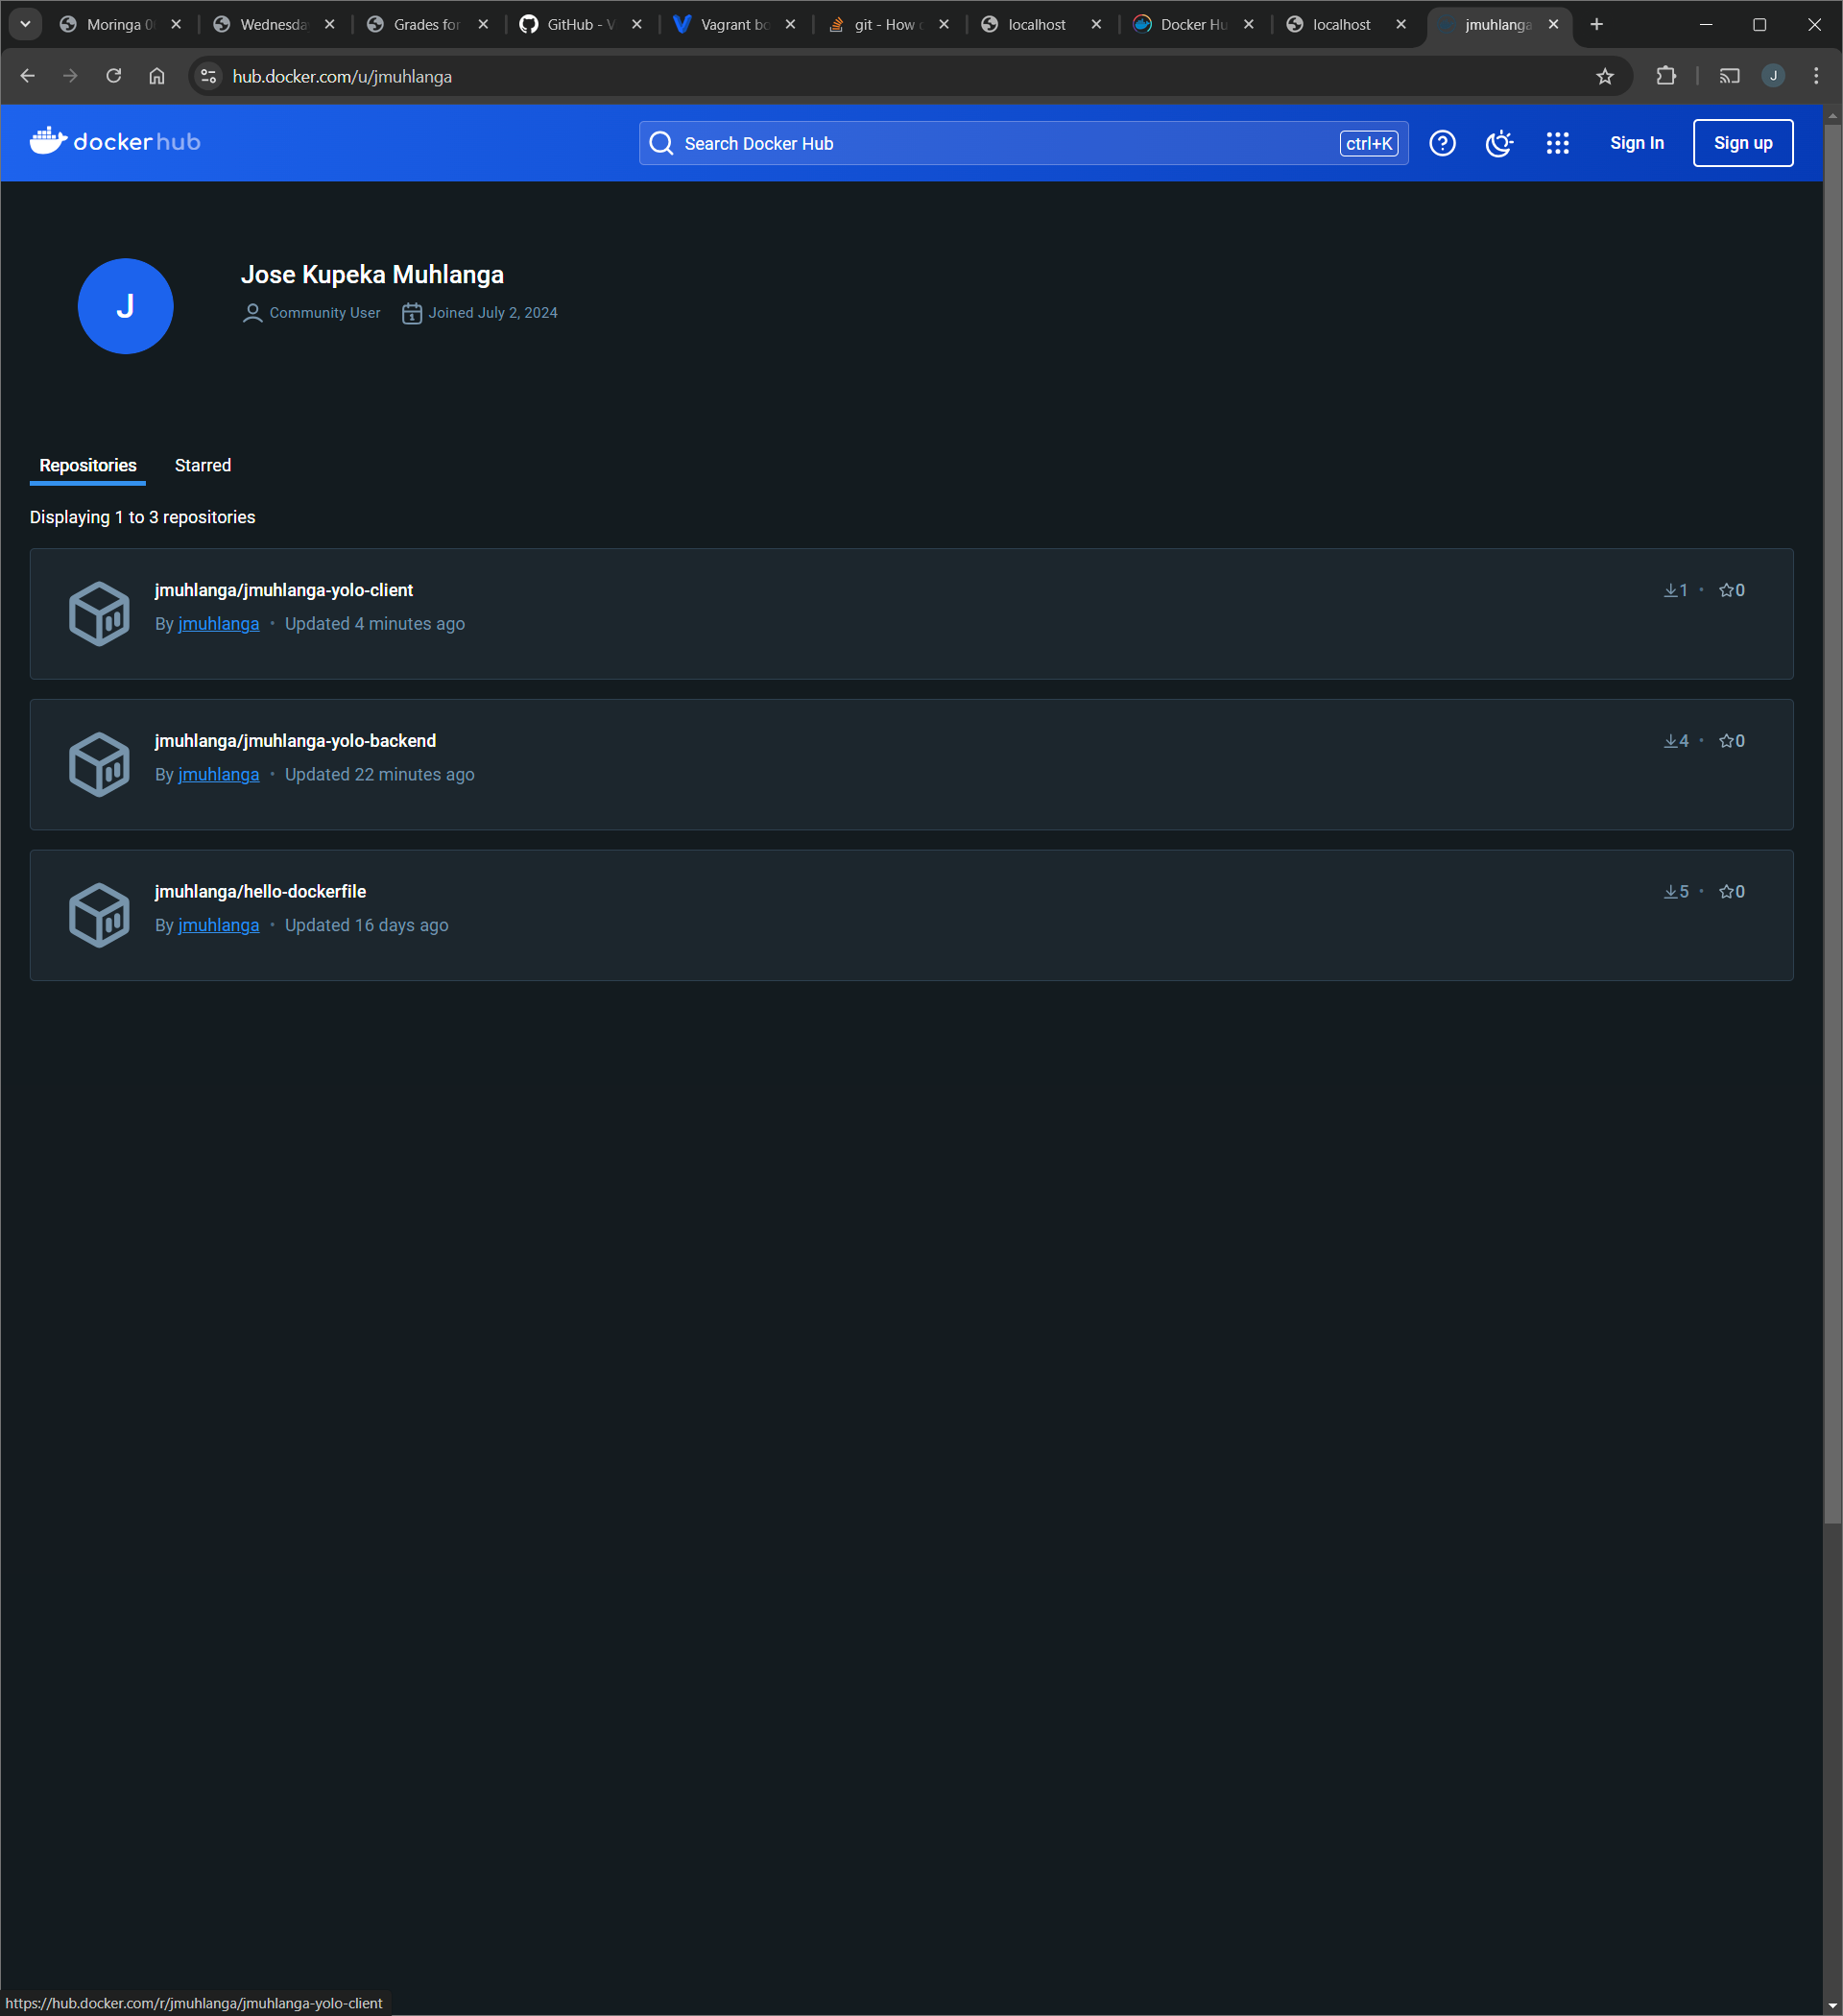 Moringa 0
Wednesda
Grades for
GitHub - V
Vagrant bo
git - How
localhost
Docker Hu
localhost
jmuhlanga
hub.docker.com/u/jmuhlanga
J
docker hub
Search Docker Hub
ctrl+K
Sign In
Sign up
J
Jose Kupeka Muhlanga
Community User
1
Joined July 2, 2024
Repositories
Starred
Displaying 1 to 3 repositories
jmuhlanga/jmuhlanga-yolo-client
1 • 0
By jmuhlanga • Updated 4 minutes ago
jmuhlanga/jmuhlanga-yolo-backend
4 • 0
By jmuhlanga • Updated 22 minutes ago
jmuhlanga/hello-dockerfile
5 • 0
By jmuhlanga • Updated 16 days ago
https://hub.docker.com/r/jmuhlanga/jmuhlanga-yolo-client